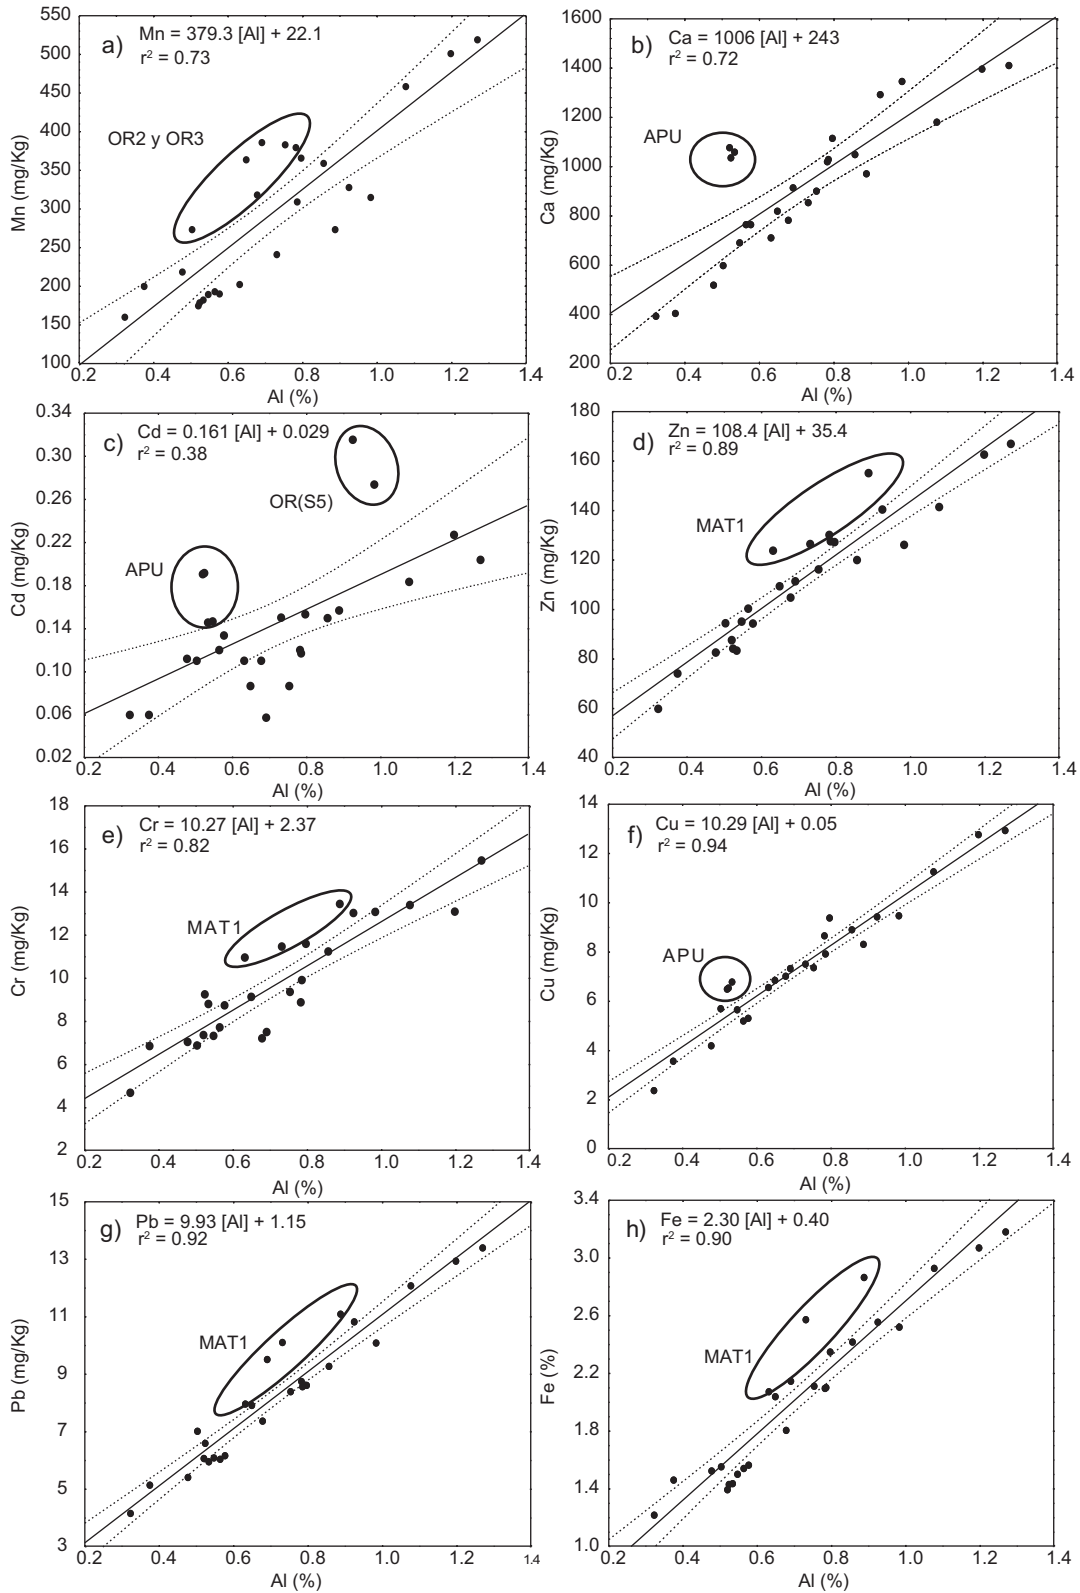 a) Mn = 379.3 [Al] + 22.1
r² = 0.73
OR2 y OR3
Mn (mg/Kg)
550
500
450
400
350
300
250
200
150
100
0.2 0.4 0.6 0.8 1.0 1.2 1.4
Al (%)
b) Ca = 1006 [Al] + 243
r² = 0.72
APU
Ca (mg/Kg)
1600
1400
1200
1000
800
600
400
200
0.2 0.4 0.6 0.8 1.0 1.2 1.4
Al (%)
c) Cd = 0.161 [Al] + 0.029
r² = 0.38
OR(S5)
APU
Cd (mg/Kg)
0.34
0.30
0.26
0.22
0.18
0.14
0.10
0.06
0.02
0.2 0.4 0.6 0.8 1.0 1.2 1.4
Al (%)
d) Zn = 108.4 [Al] + 35.4
r² = 0.89
MAT1
Zn (mg/Kg)
180
160
140
120
100
80
60
40
0.2 0.4 0.6 0.8 1.0 1.2 1.4
Al (%)
e) Cr = 10.27 [Al] + 2.37
r² = 0.82
MAT1
Cr (mg/Kg)
18
16
14
12
10
8
6
4
2
0.2 0.4 0.6 0.8 1.0 1.2 1.4
Al (%)
f) Cu = 10.29 [Al] + 0.05
r² = 0.94
APU
Cu (mg/Kg)
14
12
10
8
6
4
2
0
0.2 0.4 0.6 0.8 1.0 1.2 1.4
Al (%)
g) Pb = 9.93 [Al] + 1.15
r² = 0.92
MAT1
Pb (mg/Kg)
15
13
11
9
7
5
3
0.2 0.4 0.6 0.8 1.0 1.2 1.4
Al (%)
h) Fe = 2.30 [Al] + 0.40
r² = 0.90
MAT1
Fe (%)
3.4
3.0
2.6
2.2
1.8
1.4
1.0
0.2 0.4 0.6 0.8 1.0 1.2 1.4
Al (%)